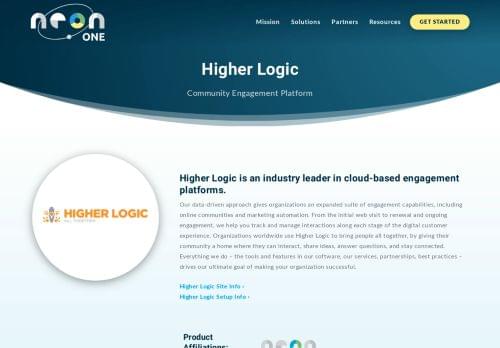 neon
ONE
Mission Solutions Partners Resources GET STARTED
Higher Logic
Community Engagement Platform
HIGHER LOGIC
ALL TOGETHER
Higher Logic is an industry leader in cloud-based engagement
platforms.
Our data-driven approach gives organizations an expanded suite of engagement capabilities, including
online communities and marketing automation. From the initial web visit to renewal and ongoing
engagement, we help you track and manage interactions along each stage of the digital customer
experience. Organizations worldwide use Higher Logic to bring people all together, by giving their
community a home where they can interact, share ideas, answer questions, and stay connected.
Everything we do – the tools and features in our software, our services, partnerships, best practices –
drives our ultimate goal of making your organization successful.
Higher Logic Site Info ›
Higher Logic Setup Info ›
Product
Affiliations: